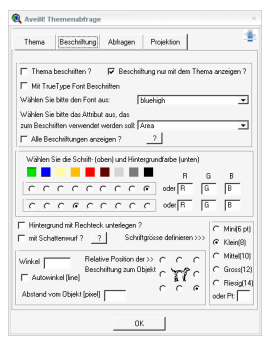 AveiN! Themenabfrage
Thema Beschriftung Abfragen Projektion
Thema beschriften ? Beschriftung nur mit dem Thema anzeigen ?
Mit TrueType Font Beschriften
Wählen Sie bitte den Font aus: bluehigh
Wählen Sie bitte das Attribut aus, das
zum Beschriften verwendet werden soll: Area
Alle Beschriftungen anzeigen ? ?
Wählen Sie die Schrift- (oben) und Hintergrundfarbe (unten)
R G B
oder R G B
oder R G B
Hintergrund mit Rechteck unterlegen ?
mit Schattenwurf ? ? Schriftgrösse definieren >>>
Mini(6 pt)
Klein(8)
Mittel(10)
Gross(12)
Riesig(14)
oder Pt:
Winkel
Relative Position der >>
Beschriftung zum Objekt
Autowinkel (line)
Abstand vom Objekt [pixel]
OK